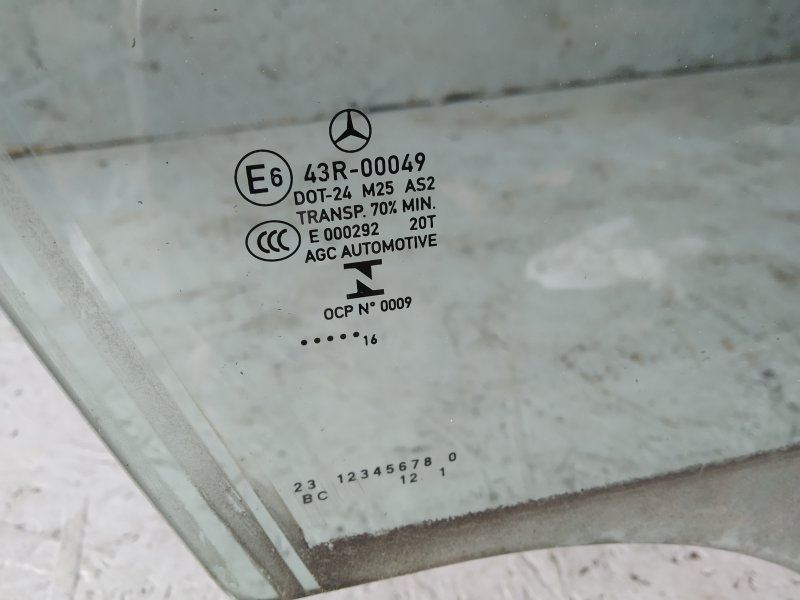 E6 43R-00049
DOT-24 M25 AS2
TRANSP. 70% MIN.
CCC E 000292 20T
AGC AUTOMOTIVE
N
OCP N° 0009
•••••16
23 12345678 0
BC 12 1